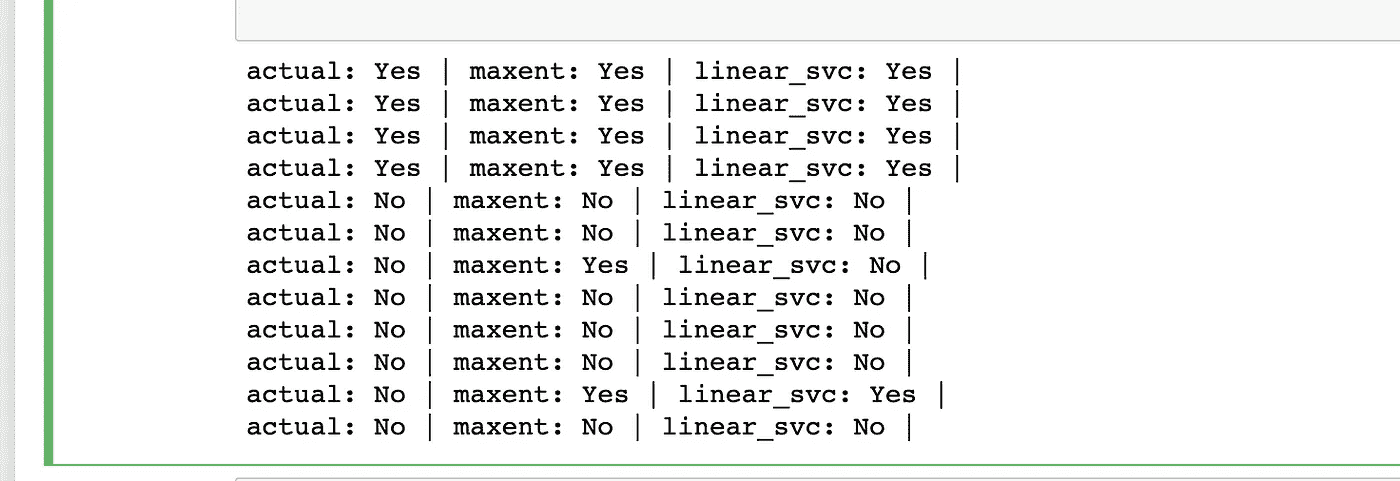 actual: Yes | maxent: Yes | linear_svc: Yes |
actual: Yes | maxent: Yes | linear_svc: Yes |
actual: Yes | maxent: Yes | linear_svc: Yes |
actual: Yes | maxent: Yes | linear_svc: Yes |
actual: No | maxent: No | linear_svc: No |
actual: No | maxent: No | linear_svc: No |
actual: No | maxent: Yes | linear_svc: No |
actual: No | maxent: No | linear_svc: No |
actual: No | maxent: No | linear_svc: No |
actual: No | maxent: No | linear_svc: No |
actual: No | maxent: Yes | linear_svc: Yes |
actual: No | maxent: No | linear_svc: No |